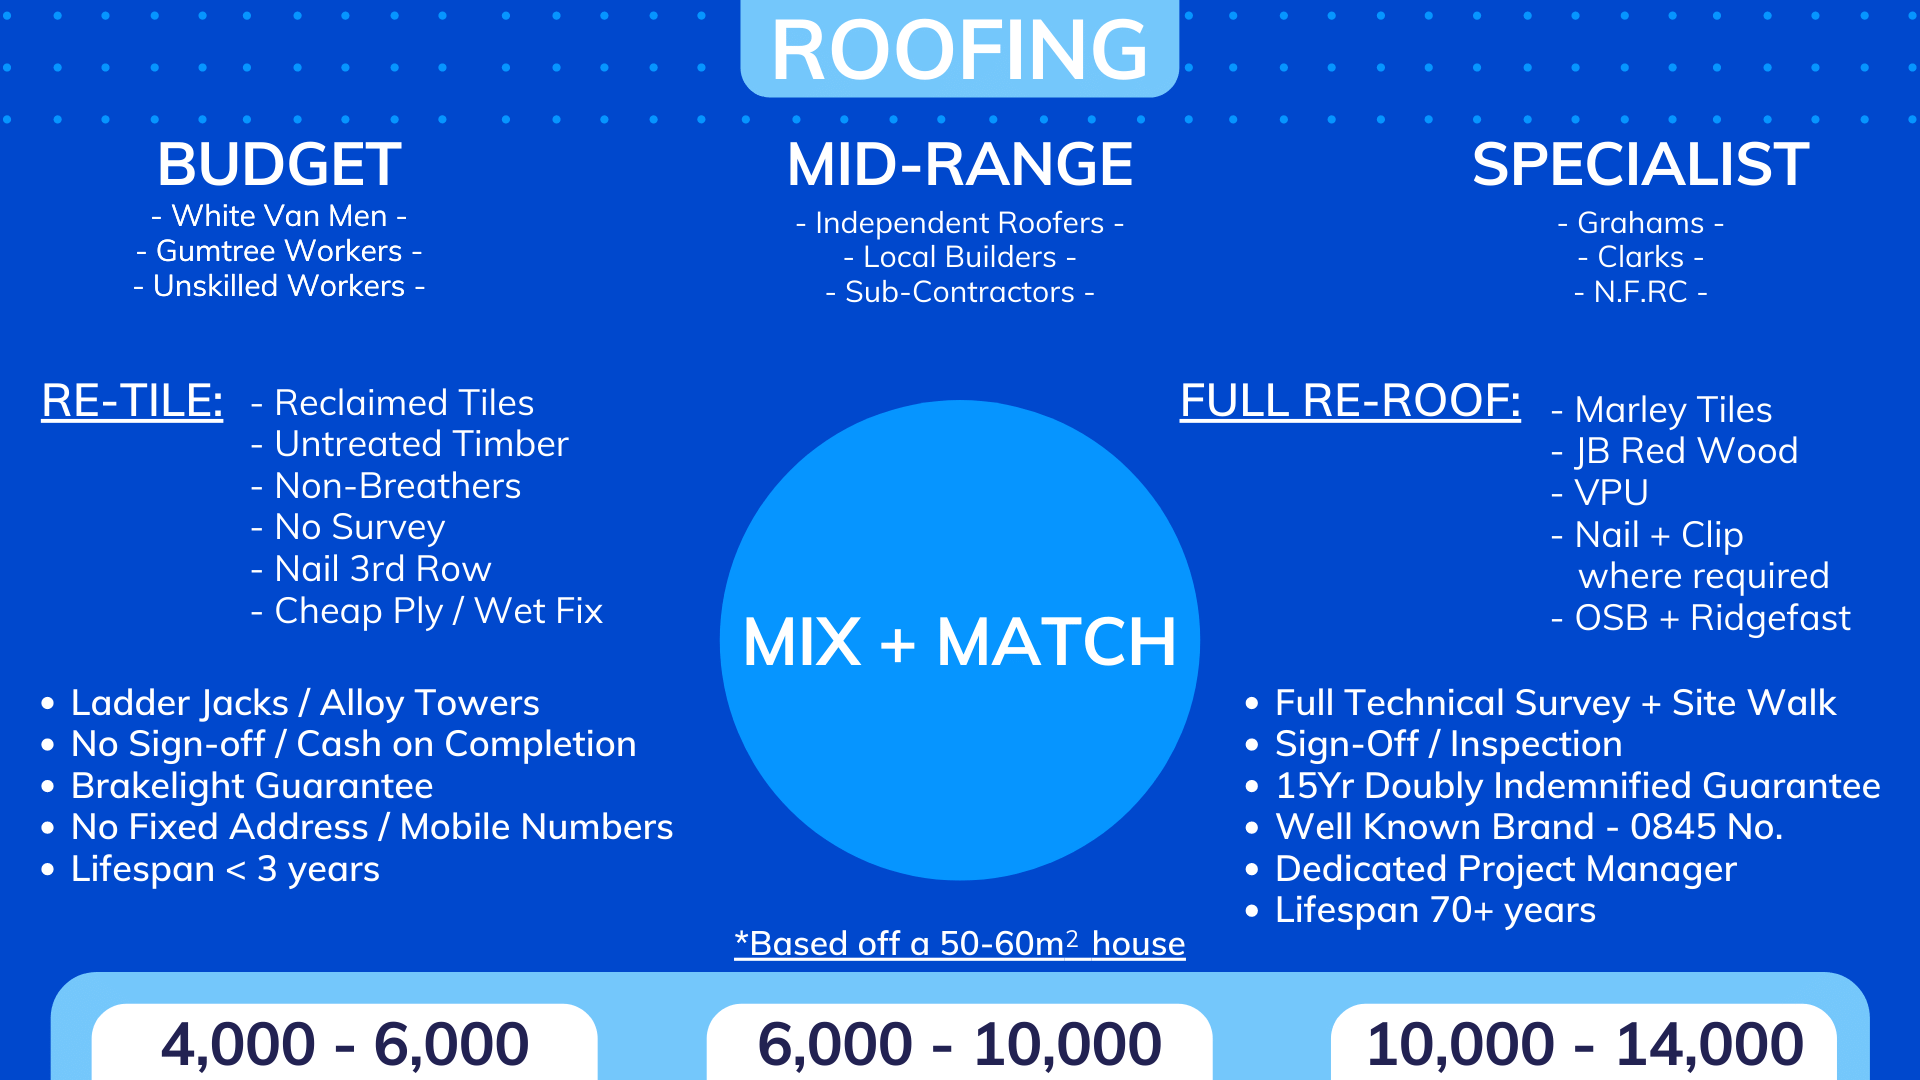 ROOFING
BUDGET
- White Van Men -
- Gumtree Workers -
- Unskilled Workers -
MID-RANGE
- Independent Roofers -
- Local Builders -
- Sub-Contractors -
SPECIALIST
- Grahams -
- Clarks -
- N.F.RC -
RE-TILE:
- Reclaimed Tiles
- Untreated Timber
- Non-Breathers
- No Survey
- Nail 3rd Row
- Cheap Ply / Wet Fix
• Ladder Jacks / Alloy Towers
• No Sign-off / Cash on Completion
• Brakelight Guarantee
• No Fixed Address / Mobile Numbers
• Lifespan < 3 years
MIX + MATCH
FULL RE-ROOF:
- Marley Tiles
- JB Red Wood
- VPU
- Nail + Clip
where required
- OSB + Ridgefast
• Full Technical Survey + Site Walk
• Sign-Off / Inspection
• 15Yr Doubly Indemnified Guarantee
• Well Known Brand - 0845 No.
• Dedicated Project Manager
• Lifespan 70+ years
*Based off a 50-60m² house
4,000 - 6,000
6,000 - 10,000
10,000 - 14,000